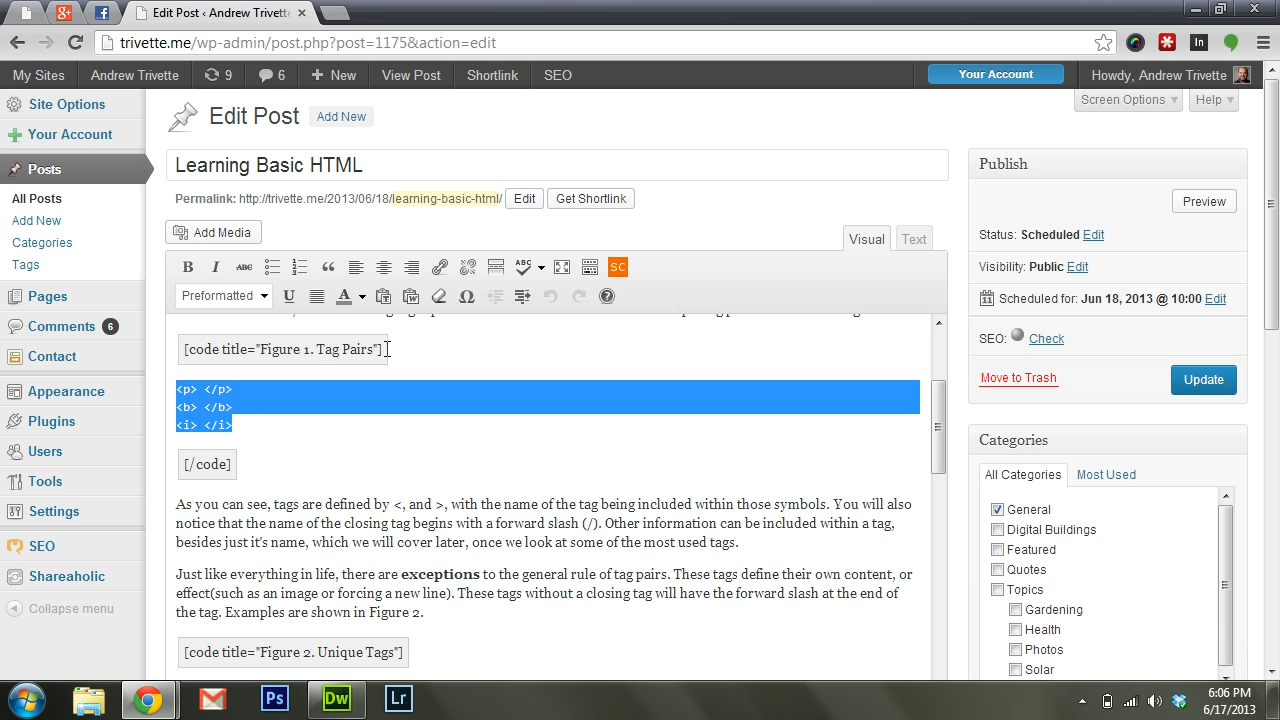 Edit Post ‹ Andrew Trivette
trivette.me/wp-admin/post.php?post=1175&action=edit
My Sites Andrew Trivette 9 6 + New View Post Shortlink SEO Your Account Howdy, Andrew Trivette
Screen Options Help
Site Options
Your Account
Posts
All Posts
Add New
Categories
Tags
Pages
Comments 6
Contact
Appearance
Plugins
Users
Tools
Settings
SEO
Shareaholic
Collapse menu
Edit Post Add New
Learning Basic HTML
Permalink: http://trivette.me/2013/06/18/learning-basic-html/ Edit Get Shortlink
Add Media
Visual Text
B I ABC ABC SC
Preformatted U A Ω
[code title="Figure 1. Tag Pairs"]
<p> </p>
<b> </b>
<i> </i>
[/code]
As you can see, tags are defined by <, and >, with the name of the tag being included within those symbols. You will also
notice that the name of the closing tag begins with a forward slash (/). Other information can be included within a tag,
besides just it's name, which we will cover later, once we look at some of the most used tags.
Just like everything in life, there are exceptions to the general rule of tag pairs. These tags define their own content, or
effect(such as an image or forcing a new line). These tags without a closing tag will have the forward slash at the end of
the tag. Examples are shown in Figure 2.
[code title="Figure 2. Unique Tags"]
Publish
Preview
Status: Scheduled Edit
Visibility: Public Edit
Scheduled for: Jun 18, 2013 @ 10:00 Edit
SEO: Check
Move to Trash Update
Categories
All Categories Most Used
General
Digital Buildings
Featured
Quotes
Topics
Gardening
Health
Photos
Solar
Ps Dw Lr
6:06 PM
6/17/2013